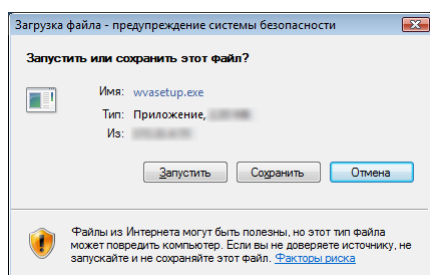 Загрузка файла - предупреждение системы безопасности
Запустить или сохранить этот файл?
Имя: wvasetup.exe
Тип: Приложение,
Из:
Запустить Сохранить Отмена
Файлы из Интернета могут быть полезны, но этот тип файла
может повредить компьютер. Если вы не доверяете источнику, не
запускайте и не сохраняйте этот файл. Факторы риска